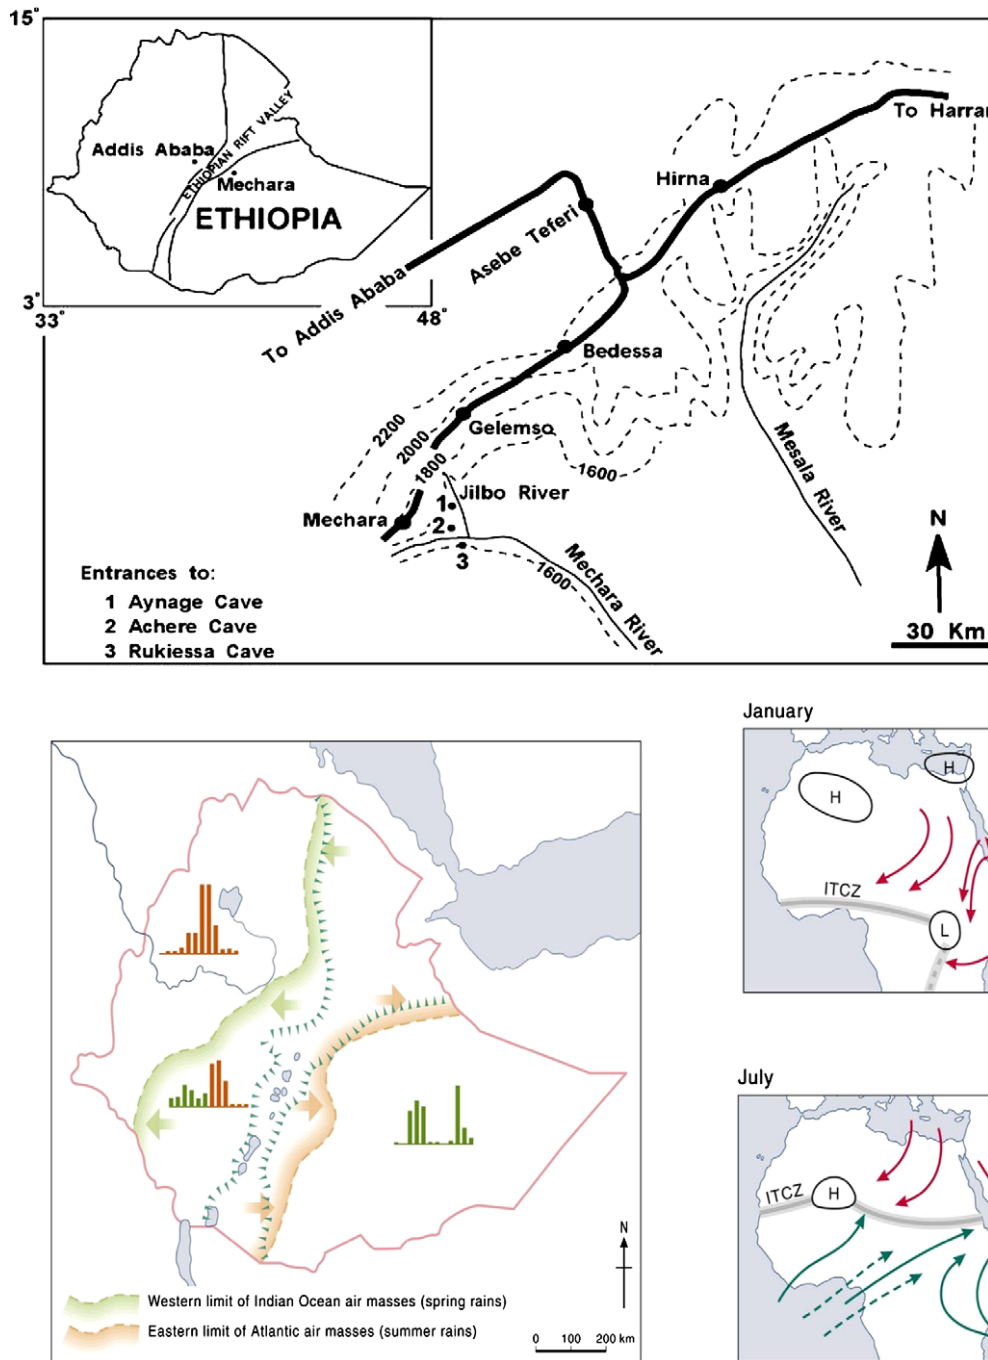 15°
3°
33°
48°
Addis Ababa
ETHIOPIAN RIFT VALLEY
Mechara
ETHIOPIA
To Harrar
Hirna
Asebe Teferi
To Addis Ababa
Bedessa
2200
2000
1800
Gelemso
1600
Jilbo River
Mechara
1
2
3
1600
Mechara River
Mesala River
N
30 Km
Entrances to:
1 Aynage Cave
2 Achere Cave
3 Rukiessa Cave
January
H
H
ITCZ
L
July
ITCZ
H
N
Western limit of Indian Ocean air masses (spring rains)
Eastern limit of Atlantic air masses (summer rains)
0 100 200 km